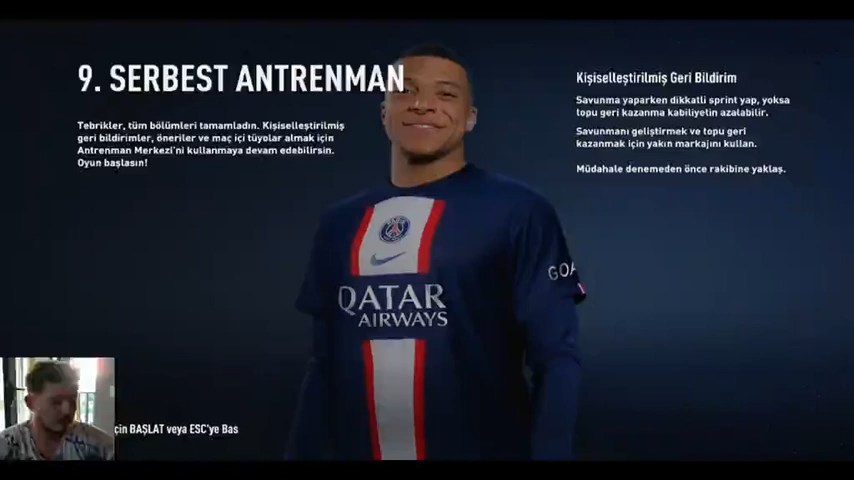 9. SERBEST ANTRENMAN
Tebrikler, tüm bölümleri tamamladın. Kişiselleştirilmiş
geri bildirimler, öneriler ve maç içi tüyolar almak için
Antrenman Merkezi'ni kullanmaya devam edebilirsin.
Oyun başlasın!
Kişiselleştirilmiş Geri Bildirim
Savunma yaparken dikkatli sprint yap, yoksa
topu geri kazanma kabiliyetin azalabilir.
Savunmanı geliştirmek ve topu geri
kazanmak için yakın markajını kullan.
Müdahale denemeden önce rakibine yaklaş.
GOA
QATAR
AIRWAYS
için BAŞLAT veya ESC'ye Bas